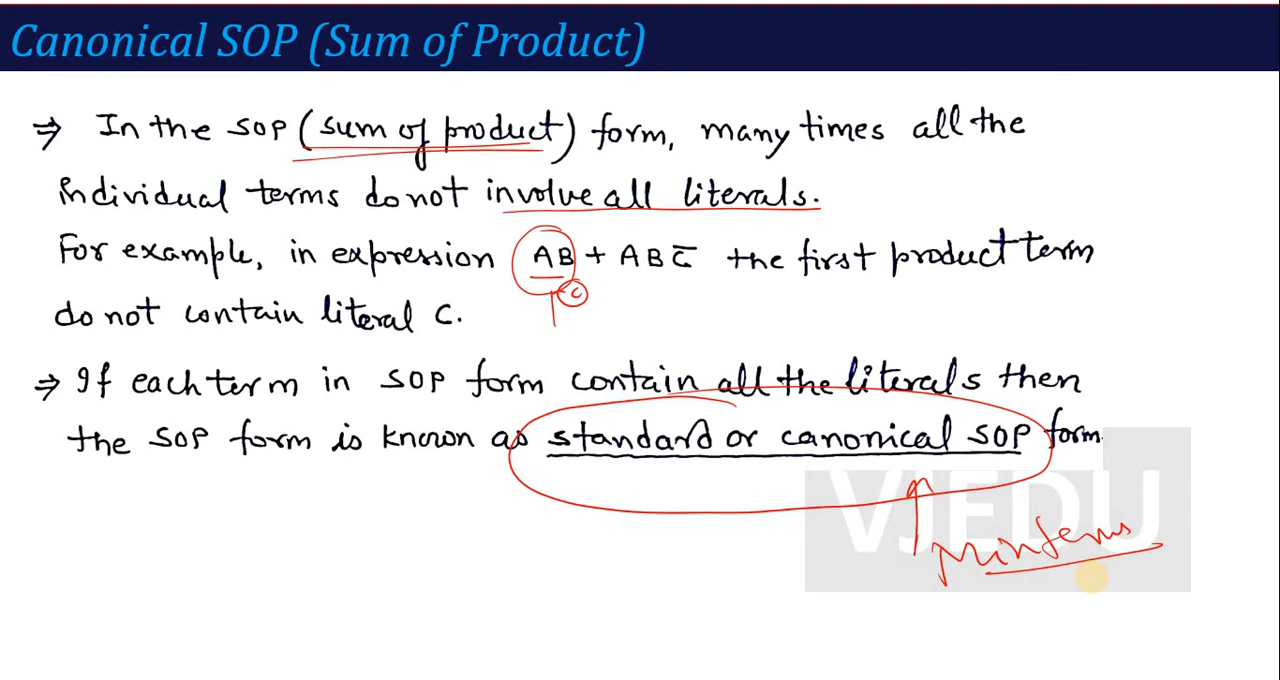 Canonical SOP (Sum of Product)
⇒ In the SOP (sum of product) form, many times all the
individual terms do not involve all literals.
For example, in expression AB + ABC̅ the first product term
C
do not contain literal C.
⇒ If each term in SOP form contain all the literals then
the SOP form is known as standard or canonical SOP form.
VJEDU
Minterms